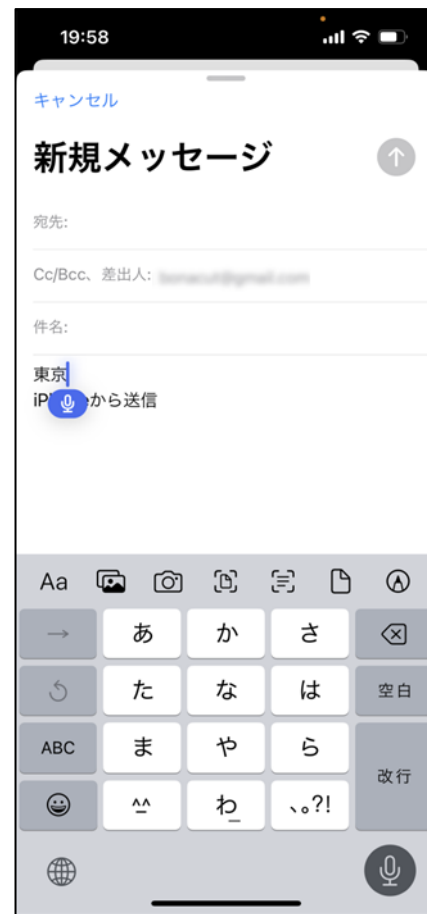 19:58
キャンセル
新規メッセージ
宛先:
Cc/Bcc、差出人:
件名:
東京
から送信
Aa
→ あ か さ
た な は 空白
ABC ま や ら
^^ わ 、。?! 改行